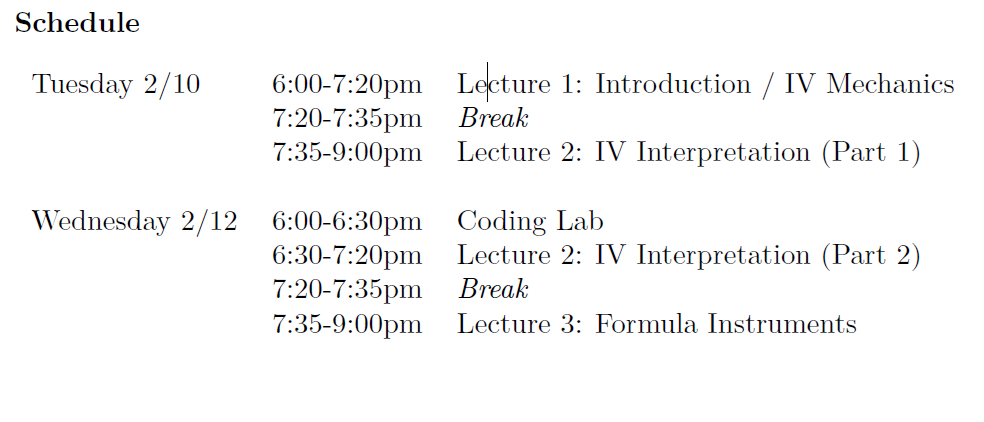 Schedule
Tuesday 2/10 6:00-7:20pm Lecture 1: Introduction / IV Mechanics
7:20-7:35pm Break
7:35-9:00pm Lecture 2: IV Interpretation (Part 1)
Wednesday 2/12 6:00-6:30pm Coding Lab
6:30-7:20pm Lecture 2: IV Interpretation (Part 2)
7:20-7:35pm Break
7:35-9:00pm Lecture 3: Formula Instruments